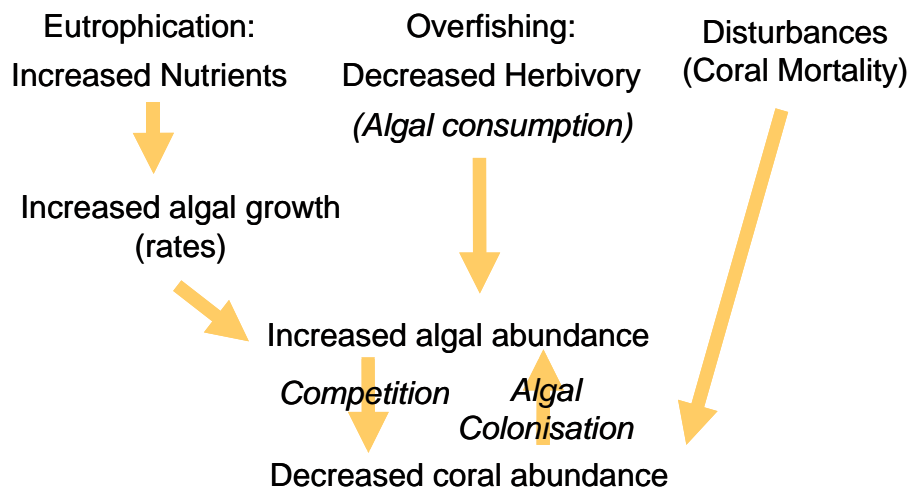 Eutrophication:
Increased Nutrients
Overfishing:
Decreased Herbivory
(Algal consumption)
Disturbances
(Coral Mortality)
Increased algal growth
(rates)
Increased algal abundance
Competition
Algal
Colonisation
Decreased coral abundance